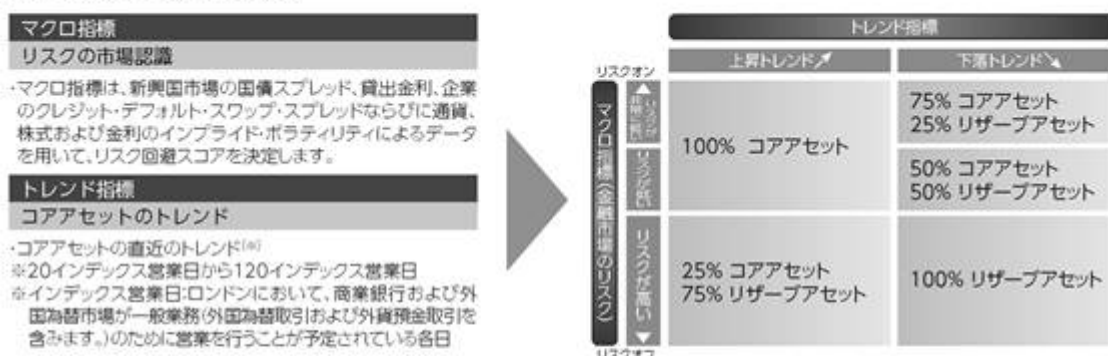 マクロ指標
リスクの市場認識
・マクロ指標は、新興国市場の国債スプレッド、貸出金利、企業
のクレジット・デフォルト・スワップ・スプレッドならびに通貨、
株式および金利のインプライド・ボラティリティによるデータ
を用いて、リスク回避スコアを決定します。
トレンド指標
コアアセットのトレンド
・コアアセットの直近のトレンド(※)
※20インデックス営業日から120インデックス営業日
※インデックス営業日:ロンドンにおいて、商業銀行および外
国為替市場が一般業務(外国為替取引および外貨預金取引を
含みます。)のために営業を行うことが予定されている各日
トレンド指標
上昇トレンド↗
下落トレンド↘
リスクオン
マクロ指標(金融市場のリスク)
リスクが非常に低い
リスクが低い
リスクが高い
リスクオフ
100% コアアセット
75% コアアセット
25% リザーブアセット
50% コアアセット
50% リザーブアセット
25% コアアセット
75% リザーブアセット
100% リザーブアセット